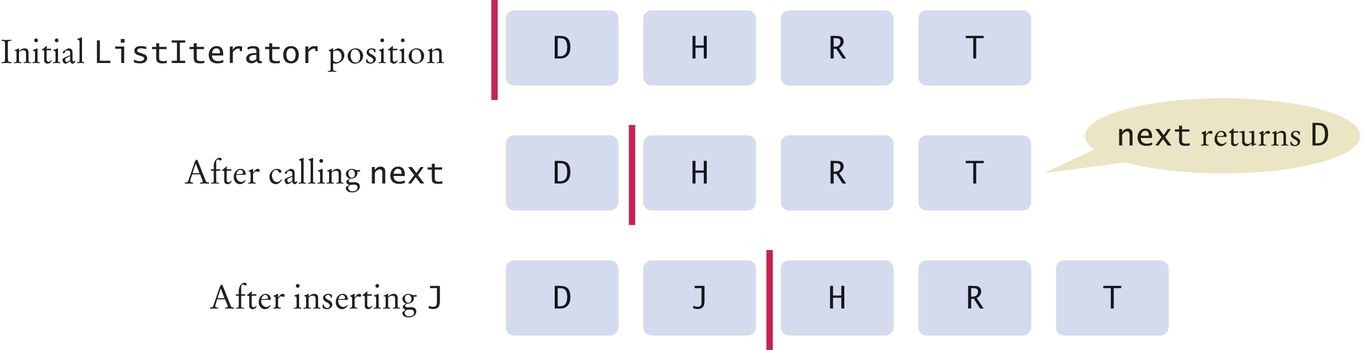 Initial ListIterator position
D H R T
After calling next
D H R T
next returns D
After inserting J
D J H R T